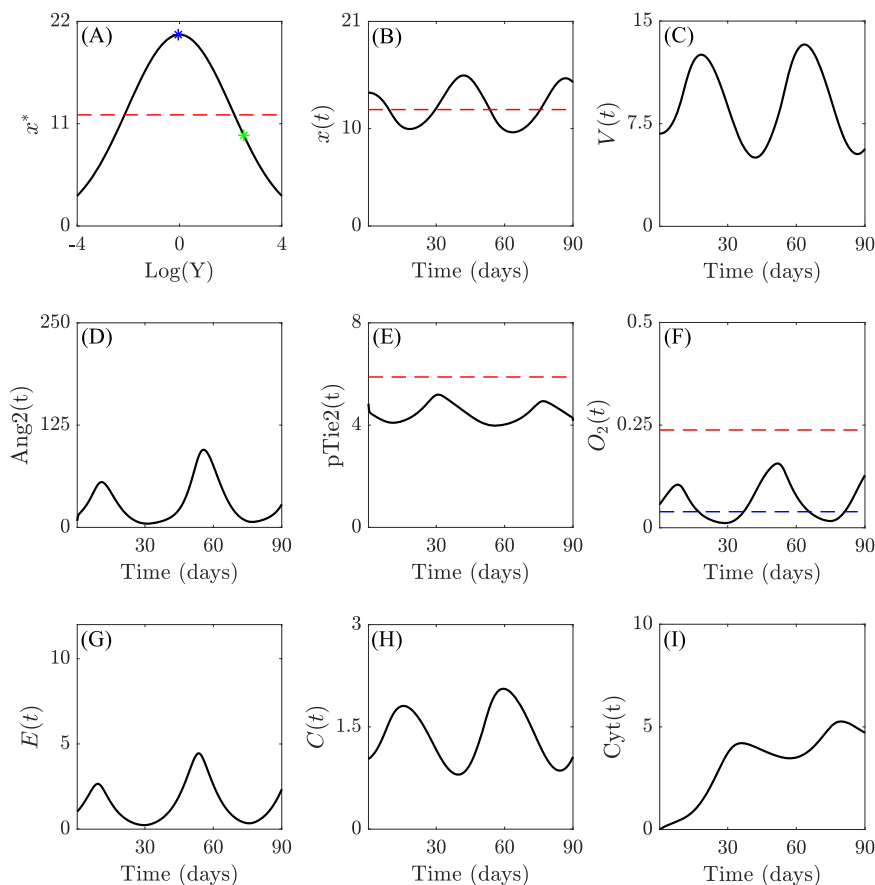 (A)
22
11
0
x*
-4
0
4
Log(Y)
(B)
21
10
0
x(t)
30
60
90
Time (days)
(C)
15
7.5
0
V(t)
30
60
90
Time (days)
(D)
250
125
0
Ang2(t)
30
60
90
Time (days)
(E)
8
4
0
pTie2(t)
30
60
90
Time (days)
(F)
0.5
0.25
0
O₂(t)
30
60
90
Time (days)
(G)
10
5
0
E(t)
30
60
90
Time (days)
(H)
3
1.5
0
C(t)
30
60
90
Time (days)
(I)
10
5
0
Cyt(t)
30
60
90
Time (days)